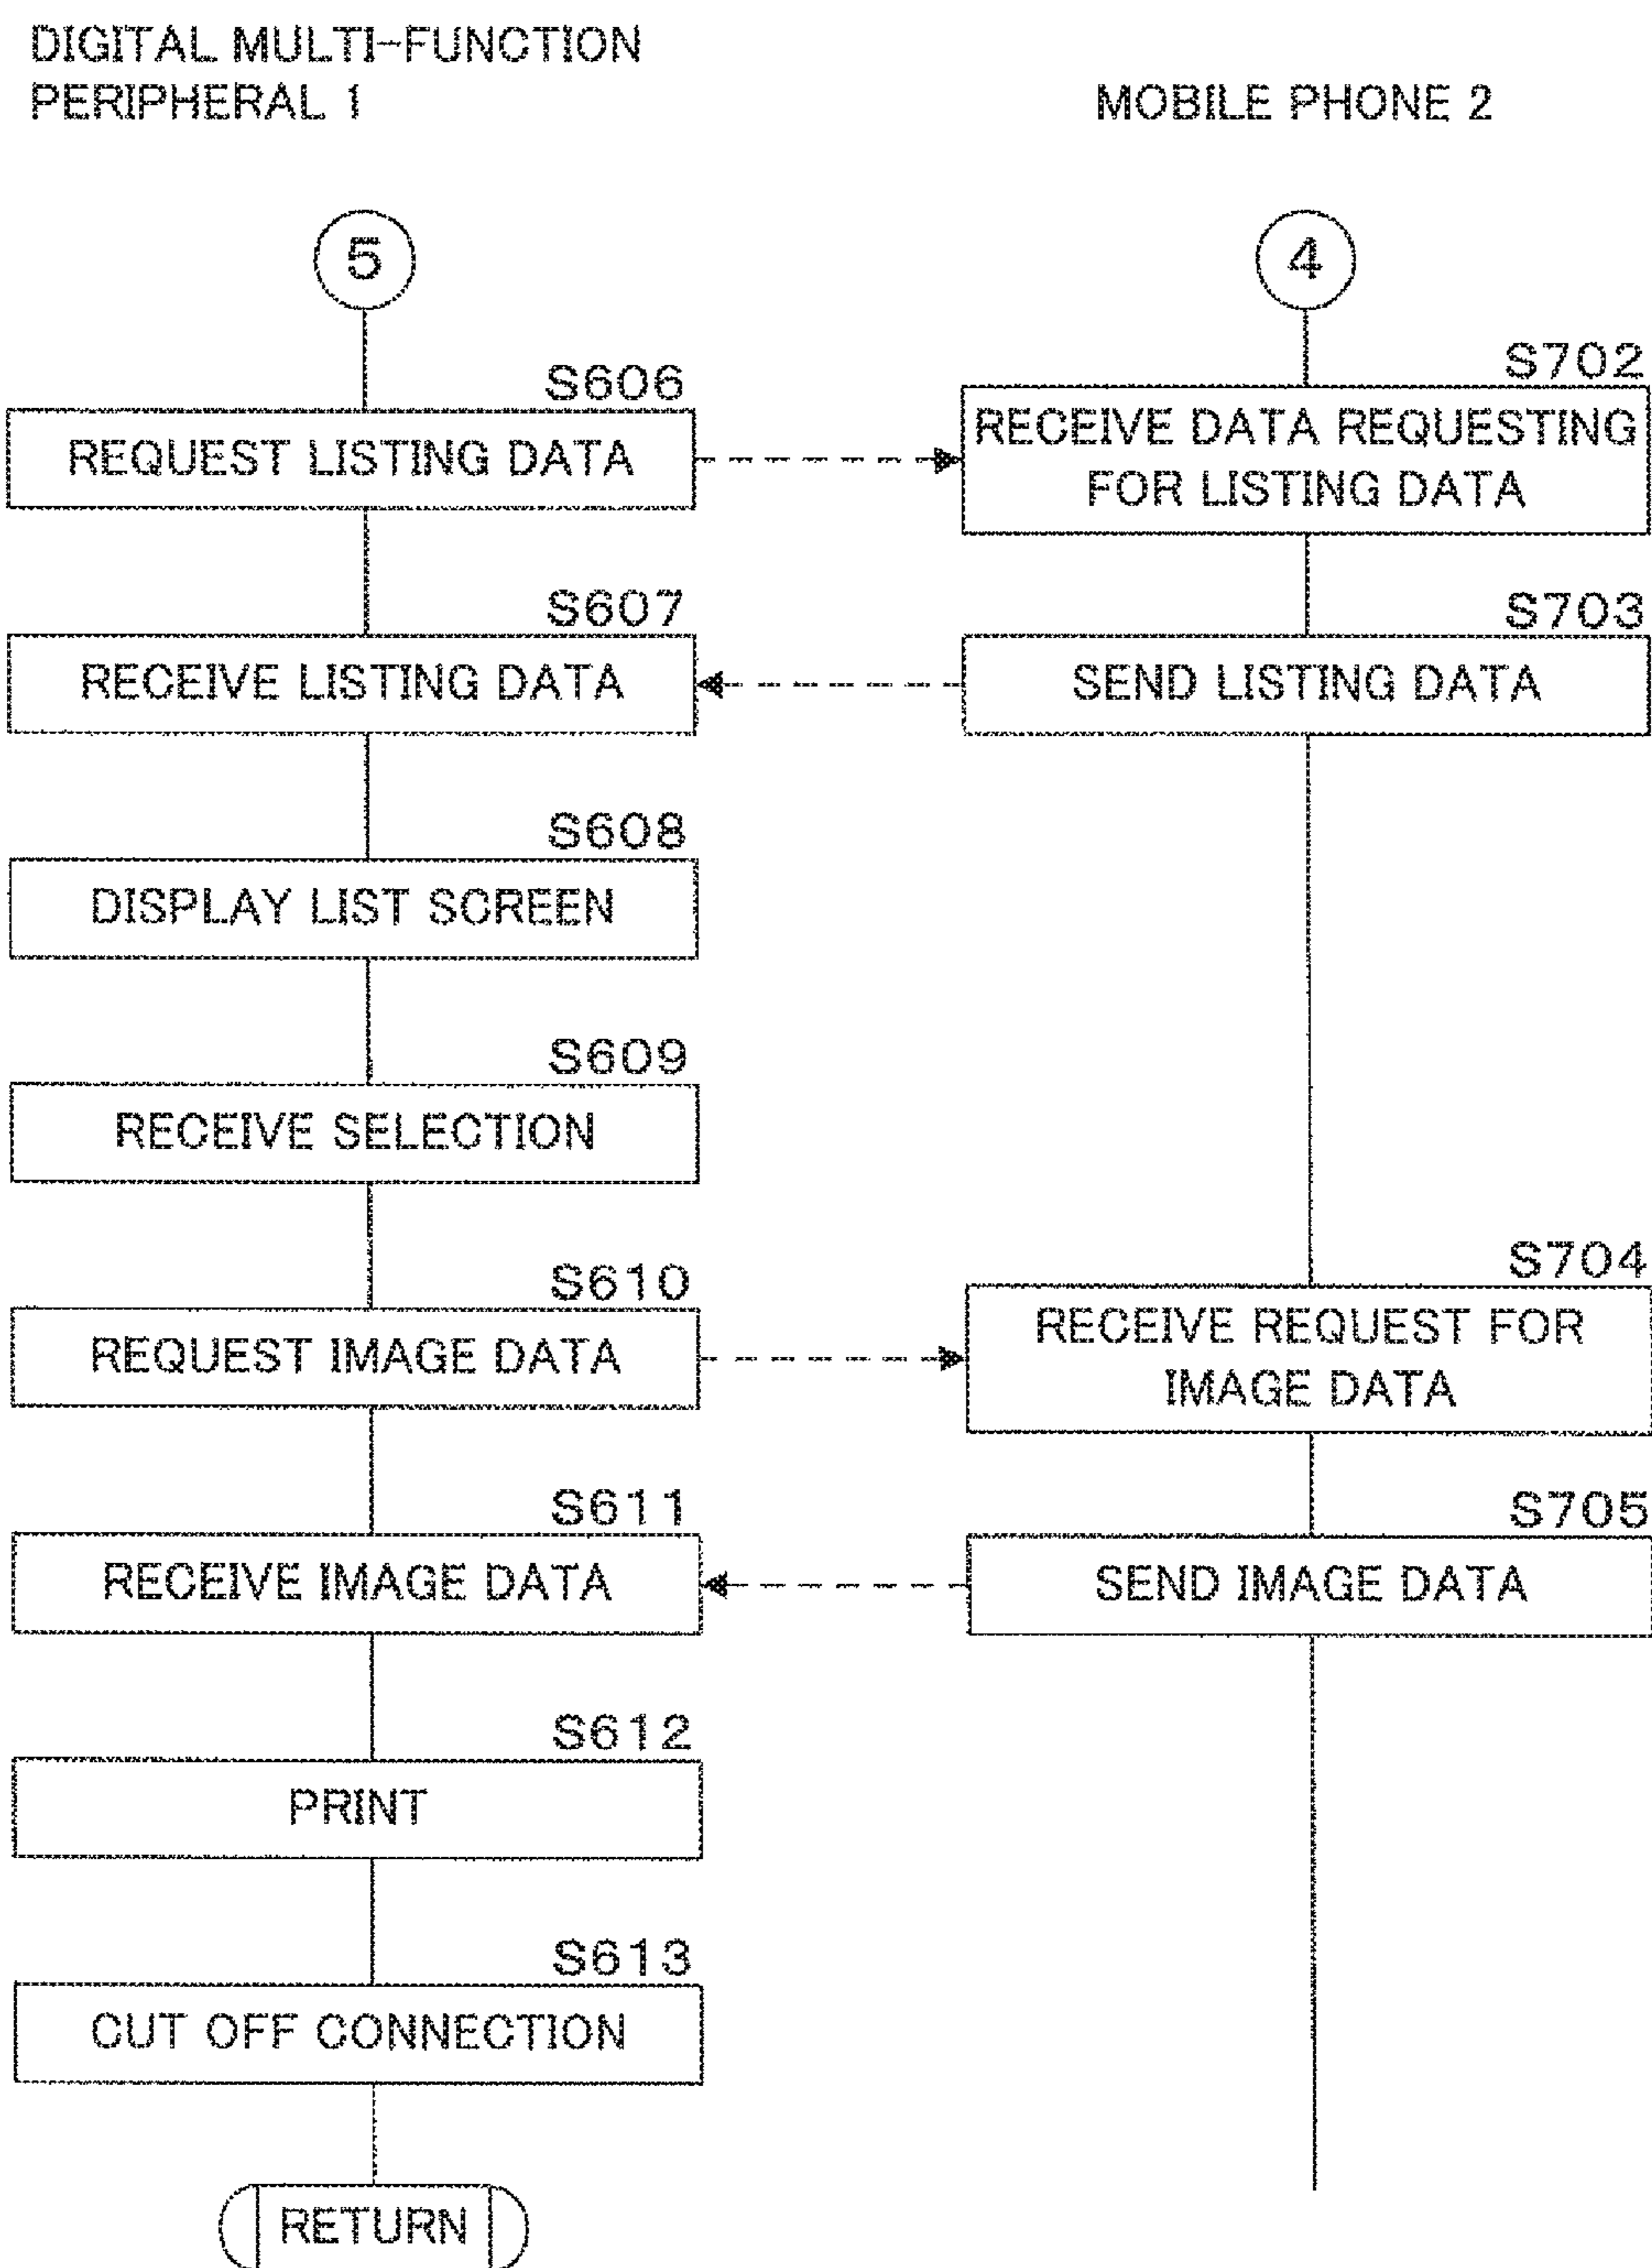 DIGITAL MULTI-FUNCTION
PERIPHERAL 1
MOBILE PHONE 2
5
4
S606
REQUEST LISTING DATA
S702
RECEIVE DATA REQUESTING
FOR LISTING DATA
S607
RECEIVE LISTING DATA
S703
SEND LISTING DATA
S608
DISPLAY LIST SCREEN
S609
RECEIVE SELECTION
S610
REQUEST IMAGE DATA
S704
RECEIVE REQUEST FOR
IMAGE DATA
S611
RECEIVE IMAGE DATA
S705
SEND IMAGE DATA
S612
PRINT
S613
CUT OFF CONNECTION
RETURN